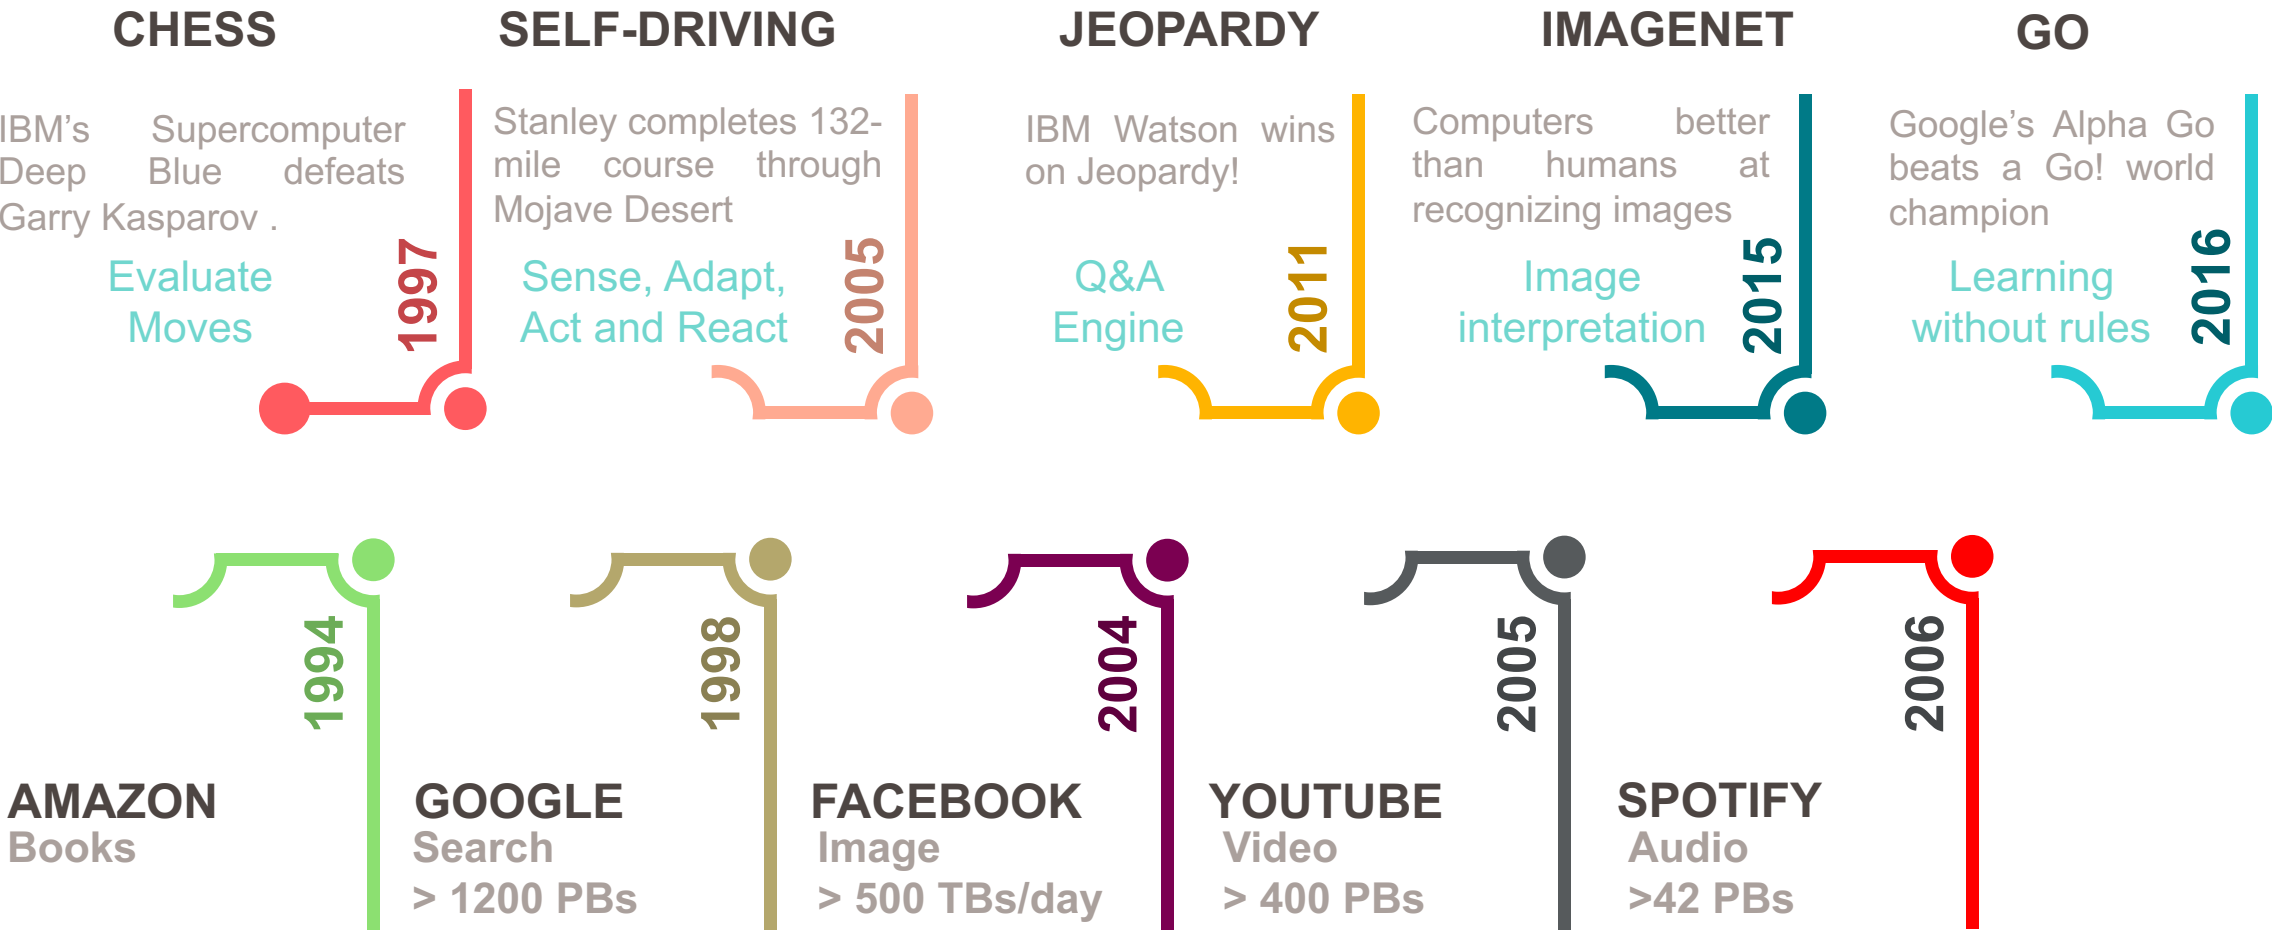 CHESS
IBM's Supercomputer
Deep Blue defeats
Garry Kasparov .
Evaluate
Moves
1997
SELF-DRIVING
Stanley completes 132-
mile course through
Mojave Desert
Sense, Adapt,
Act and React
2005
JEOPARDY
IBM Watson wins
on Jeopardy!
Q&A
Engine
2011
IMAGENET
Computers better
than humans at
recognizing images
Image
interpretation
2015
GO
Google's Alpha Go
beats a Go! world
champion
Learning
without rules
2016
1994
AMAZON
Books
1998
GOOGLE
Search
> 1200 PBs
2004
FACEBOOK
Image
> 500 TBs/day
2005
YOUTUBE
Video
> 400 PBs
2006
SPOTIFY
Audio
>42 PBs